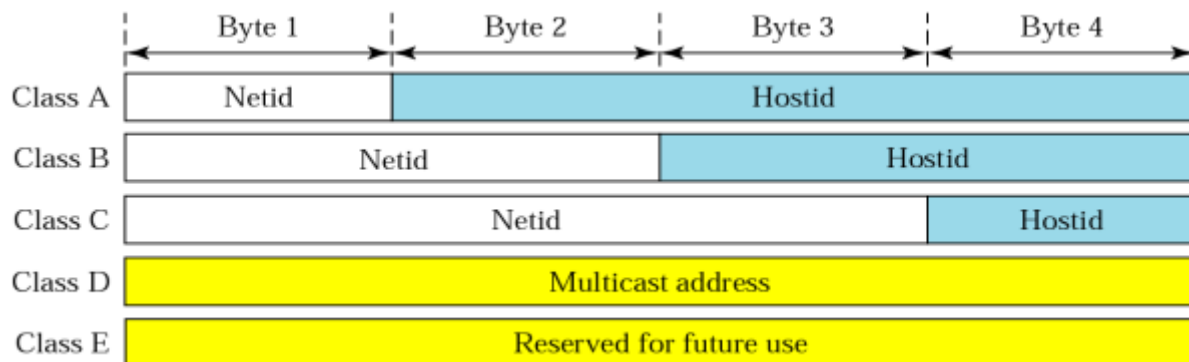 Byte 1 Byte 2 Byte 3 Byte 4
Class A Netid Hostid
Class B Netid Hostid
Class C Netid Hostid
Class D Multicast address
Class E Reserved for future use